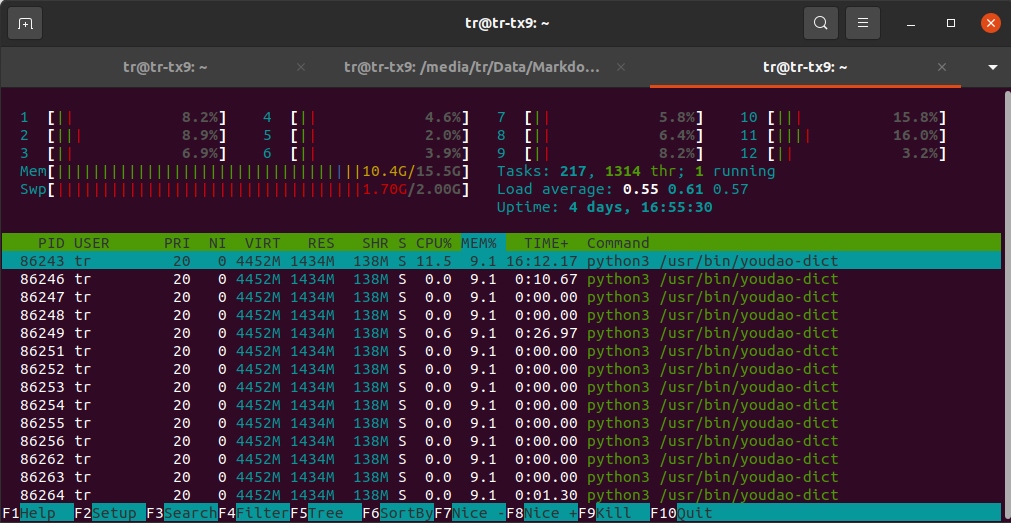 tr@tr-tx9: ~
tr@tr-tx9: ~ × tr@tr-tx9: /media/tr/Data/Markdo... × tr@tr-tx9: ~ ×
1 [|| 8.2%] 4 [|| 4.6%] 7 [|| 5.8%] 10 [||| 15.8%]
2 [||| 8.9%] 5 [|| 2.0%] 8 [|| 6.4%] 11 [|||| 16.0%]
3 [|| 6.9%] 6 [|| 3.9%] 9 [|| 8.2%] 12 [|| 3.2%]
Mem[||||||||||||||||||||||||||||||||||10.4G/15.5G] Tasks: 217, 1314 thr; 1 running
Swp[||||||||||||||||||||||||||||||||||1.70G/2.00G] Load average: 0.55 0.61 0.57
Uptime: 4 days, 16:55:30
PID USER PRI NI VIRT RES SHR S CPU% MEM% TIME+ Command
86243 tr 20 0 4452M 1434M 138M S 11.5 9.1 16:12.17 python3 /usr/bin/youdao-dict
86246 tr 20 0 4452M 1434M 138M S 0.0 9.1 0:10.67 python3 /usr/bin/youdao-dict
86247 tr 20 0 4452M 1434M 138M S 0.0 9.1 0:00.00 python3 /usr/bin/youdao-dict
86248 tr 20 0 4452M 1434M 138M S 0.0 9.1 0:00.00 python3 /usr/bin/youdao-dict
86249 tr 20 0 4452M 1434M 138M S 0.6 9.1 0:26.97 python3 /usr/bin/youdao-dict
86251 tr 20 0 4452M 1434M 138M S 0.0 9.1 0:00.00 python3 /usr/bin/youdao-dict
86252 tr 20 0 4452M 1434M 138M S 0.0 9.1 0:00.00 python3 /usr/bin/youdao-dict
86253 tr 20 0 4452M 1434M 138M S 0.0 9.1 0:00.00 python3 /usr/bin/youdao-dict
86254 tr 20 0 4452M 1434M 138M S 0.0 9.1 0:00.00 python3 /usr/bin/youdao-dict
86255 tr 20 0 4452M 1434M 138M S 0.0 9.1 0:00.00 python3 /usr/bin/youdao-dict
86256 tr 20 0 4452M 1434M 138M S 0.0 9.1 0:00.00 python3 /usr/bin/youdao-dict
86262 tr 20 0 4452M 1434M 138M S 0.0 9.1 0:00.00 python3 /usr/bin/youdao-dict
86263 tr 20 0 4452M 1434M 138M S 0.0 9.1 0:00.00 python3 /usr/bin/youdao-dict
86264 tr 20 0 4452M 1434M 138M S 0.0 9.1 0:01.30 python3 /usr/bin/youdao-dict
F1Help F2Setup F3SearchF4FilterF5Tree F6SortByF7Nice -F8Nice +F9Kill F10Quit